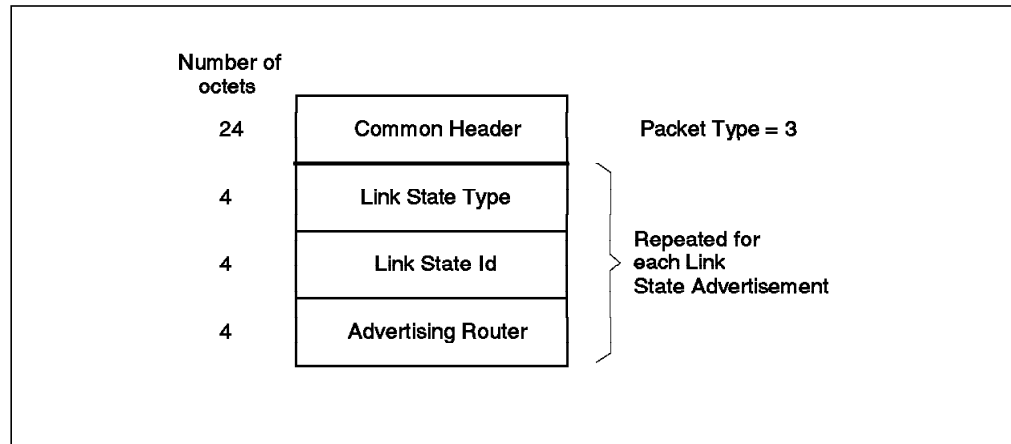 Number of
octets
24 Common Header Packet Type = 3
4 Link State Type
4 Link State Id
4 Advertising Router
Repeated for
each Link
State Advertisement